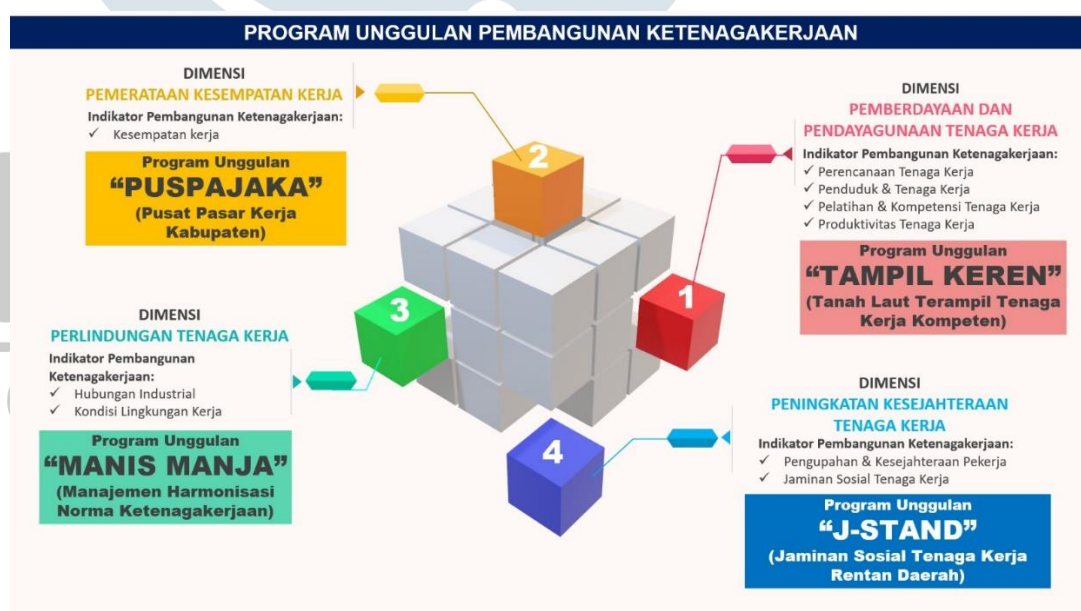 PROGRAM UNGGULAN PEMBANGUNAN KETENAGAKERJAAN
DIMENSI
PEMERATAAN KESEMPATAN KERJA
Indikator Pembangunan Ketenagakerjaan:
✓ Kesempatan kerja
Program Unggulan
“PUSPAJAKA”
(Pusat Pasar Kerja
Kabupaten)
2
DIMENSI
PEMBERDAYAAN DAN
PENDAYAGUNAAN TENAGA KERJA
Indikator Pembangunan Ketenagakerjaan:
✓ Perencanaan Tenaga Kerja
✓ Penduduk & Tenaga Kerja
✓ Pelatihan & Kompetensi Tenaga Kerja
✓ Produktivitas Tenaga Kerja
Program Unggulan
“TAMPIL KEREN”
(Tanah Laut Terampil Tenaga
Kerja Kompeten)
1
3
DIMENSI
PERLINDUNGAN TENAGA KERJA
Indikator Pembangunan
Ketenagakerjaan:
✓ Hubungan Industrial
✓ Kondisi Lingkungan Kerja
Program Unggulan
“MANIS MANJA”
(Manajemen Harmonisasi
Norma Ketenagakerjaan)
4
DIMENSI
PENINGKATAN KESEJAHTERAAN
TENAGA KERJA
Indikator Pembangunan Ketenagakerjaan:
✓ Pengupahan & Kesejahteraan Pekerja
✓ Jaminan Sosial Tenaga Kerja
Program Unggulan
“J-STAND”
(Jaminan Sosial Tenaga Kerja
Rentan Daerah)